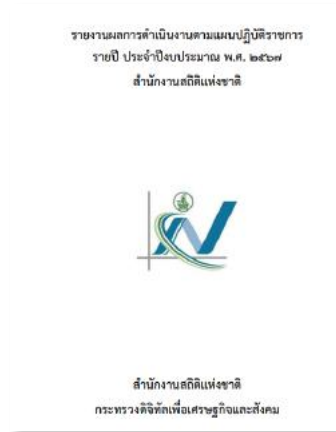 รายงานผลการดำเนินงานตามแผนปฏิบัติราชการ
รายปี ประจำปีงบประมาณ พ.ศ. ๒๕๖๗
สำนักงานสถิติแห่งชาติ
สำนักงานสถิติแห่งชาติ
กระทรวงดิจิทัลเพื่อเศรษฐกิจและสังคม